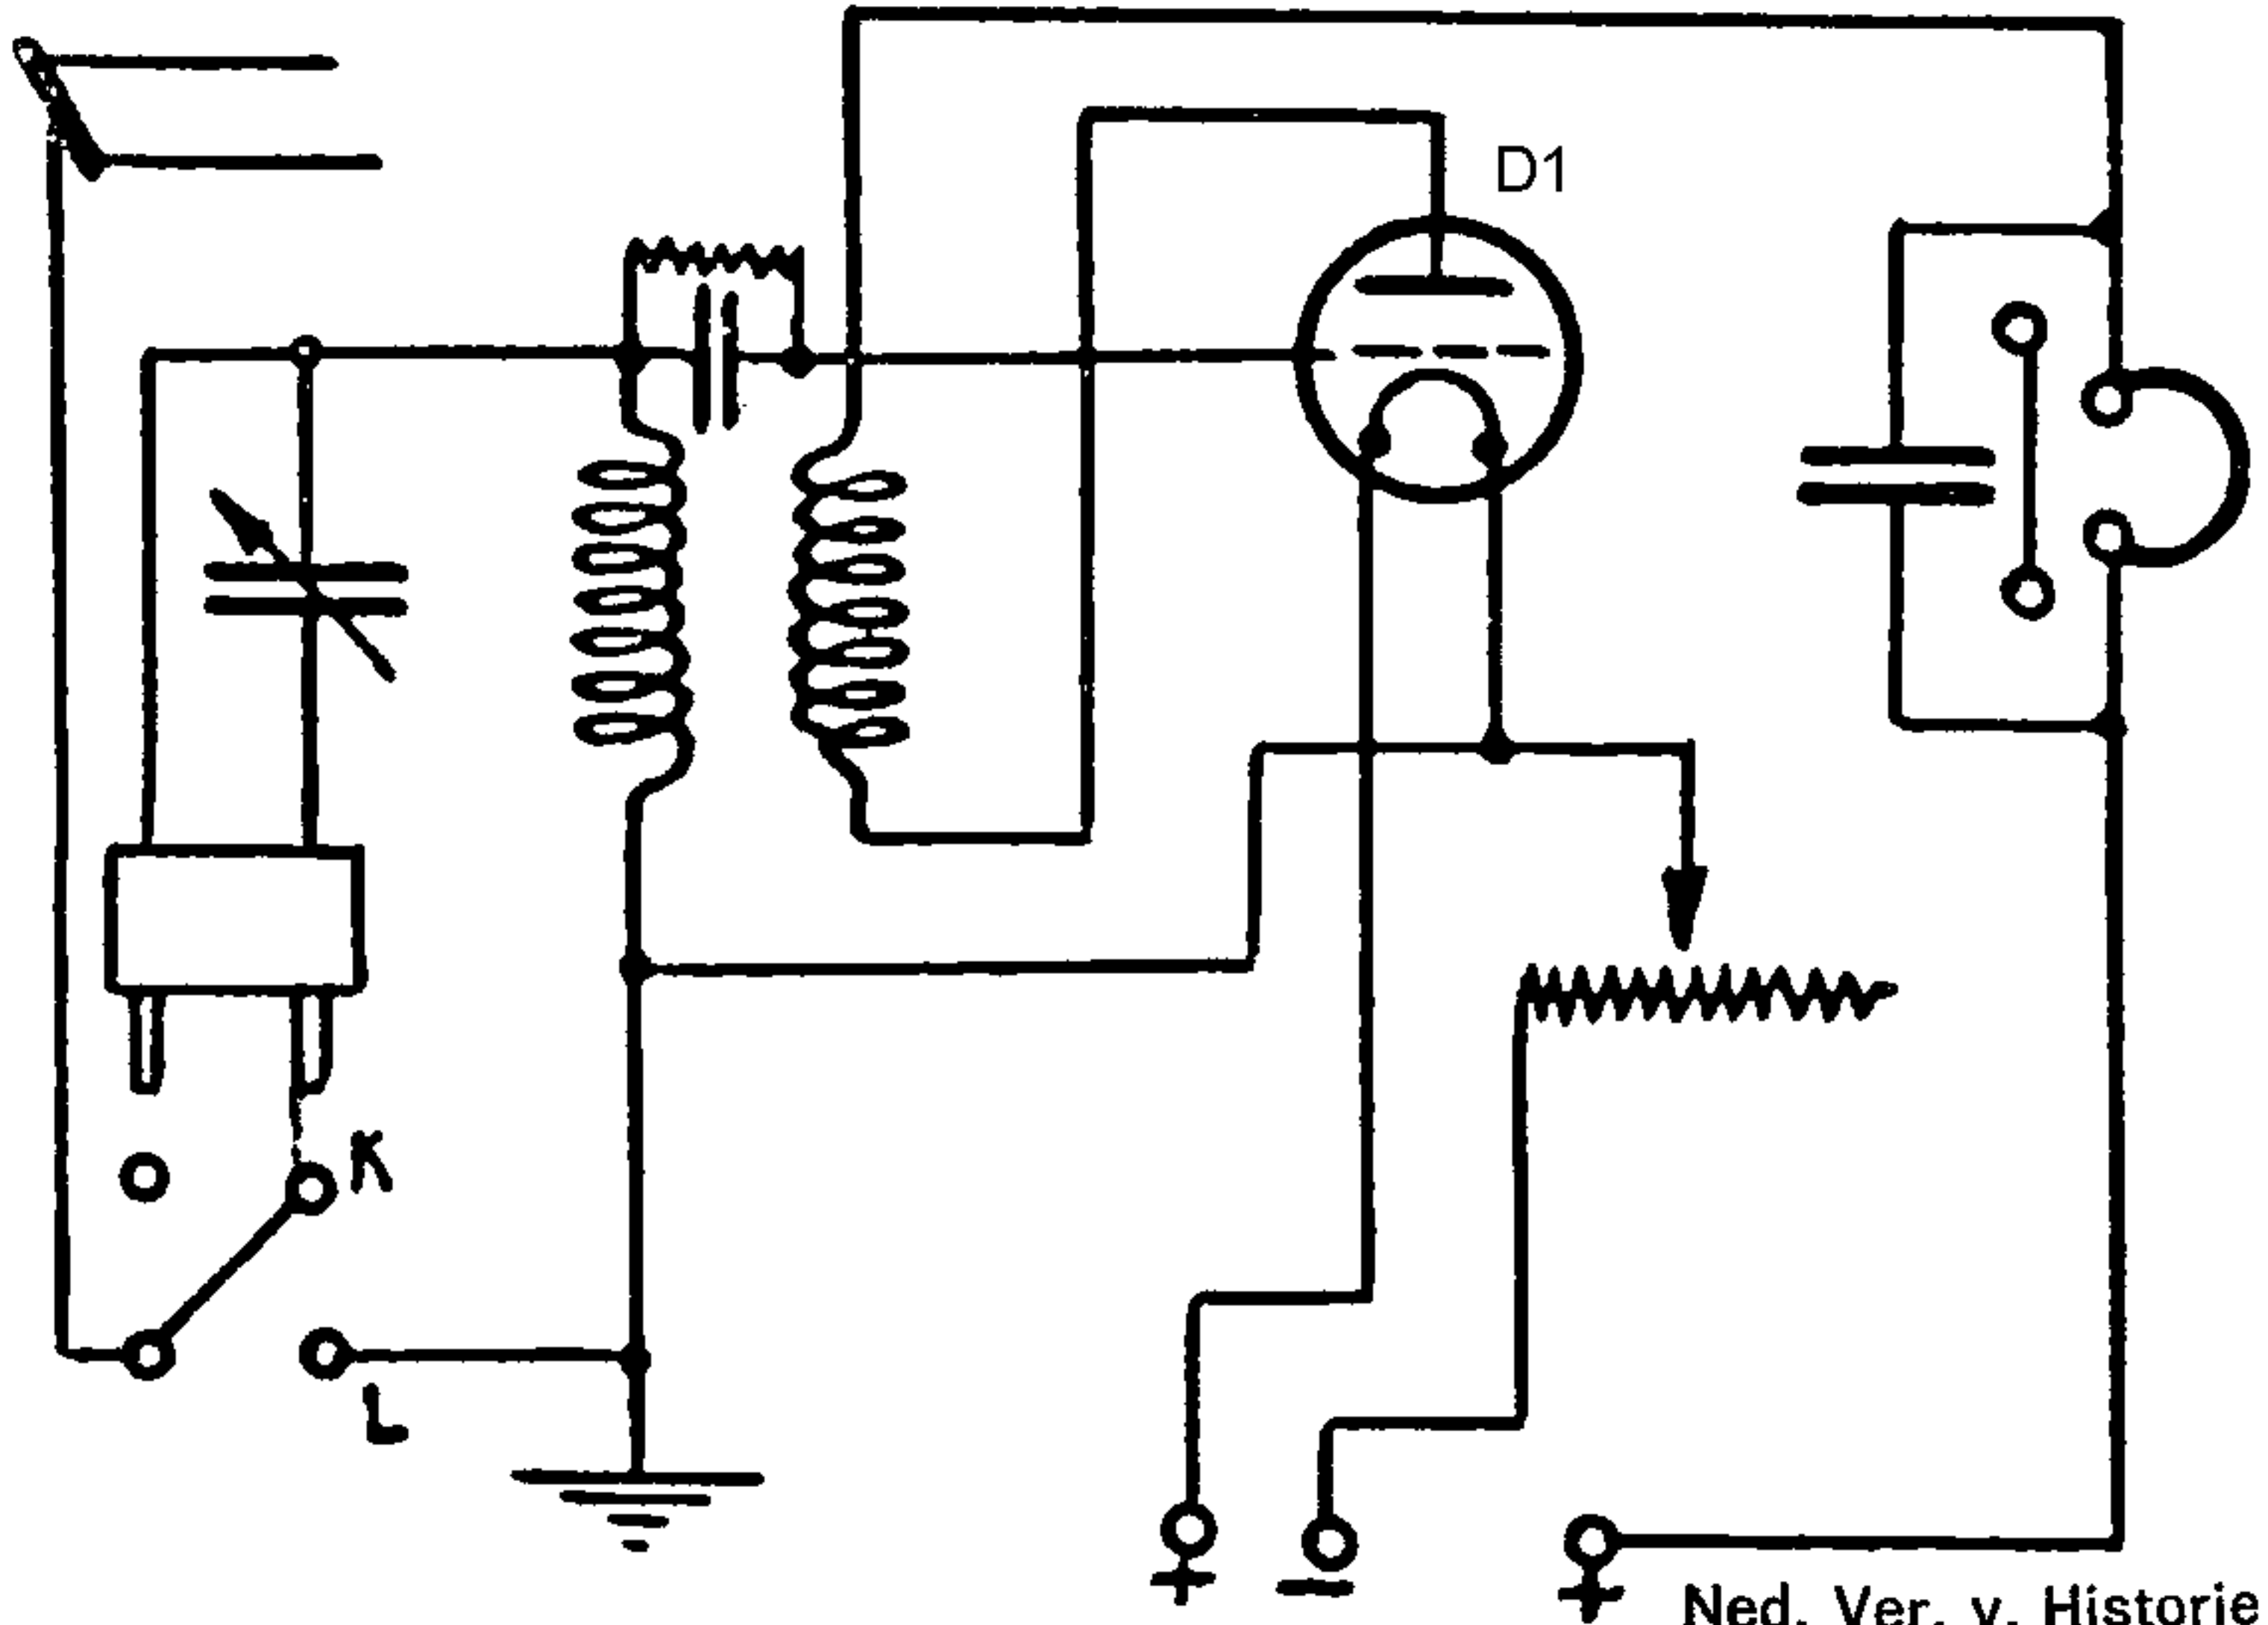 D1
K
L
+ − +
Ned. Ver. v. Historie